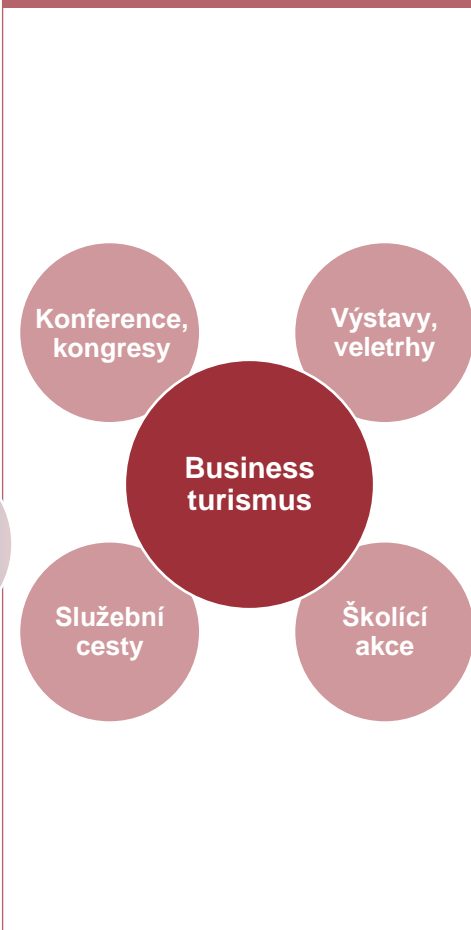 Konference,
kongresy
Výstavy,
veletrhy
Business
turismus
Služební
cesty
Školící
akce